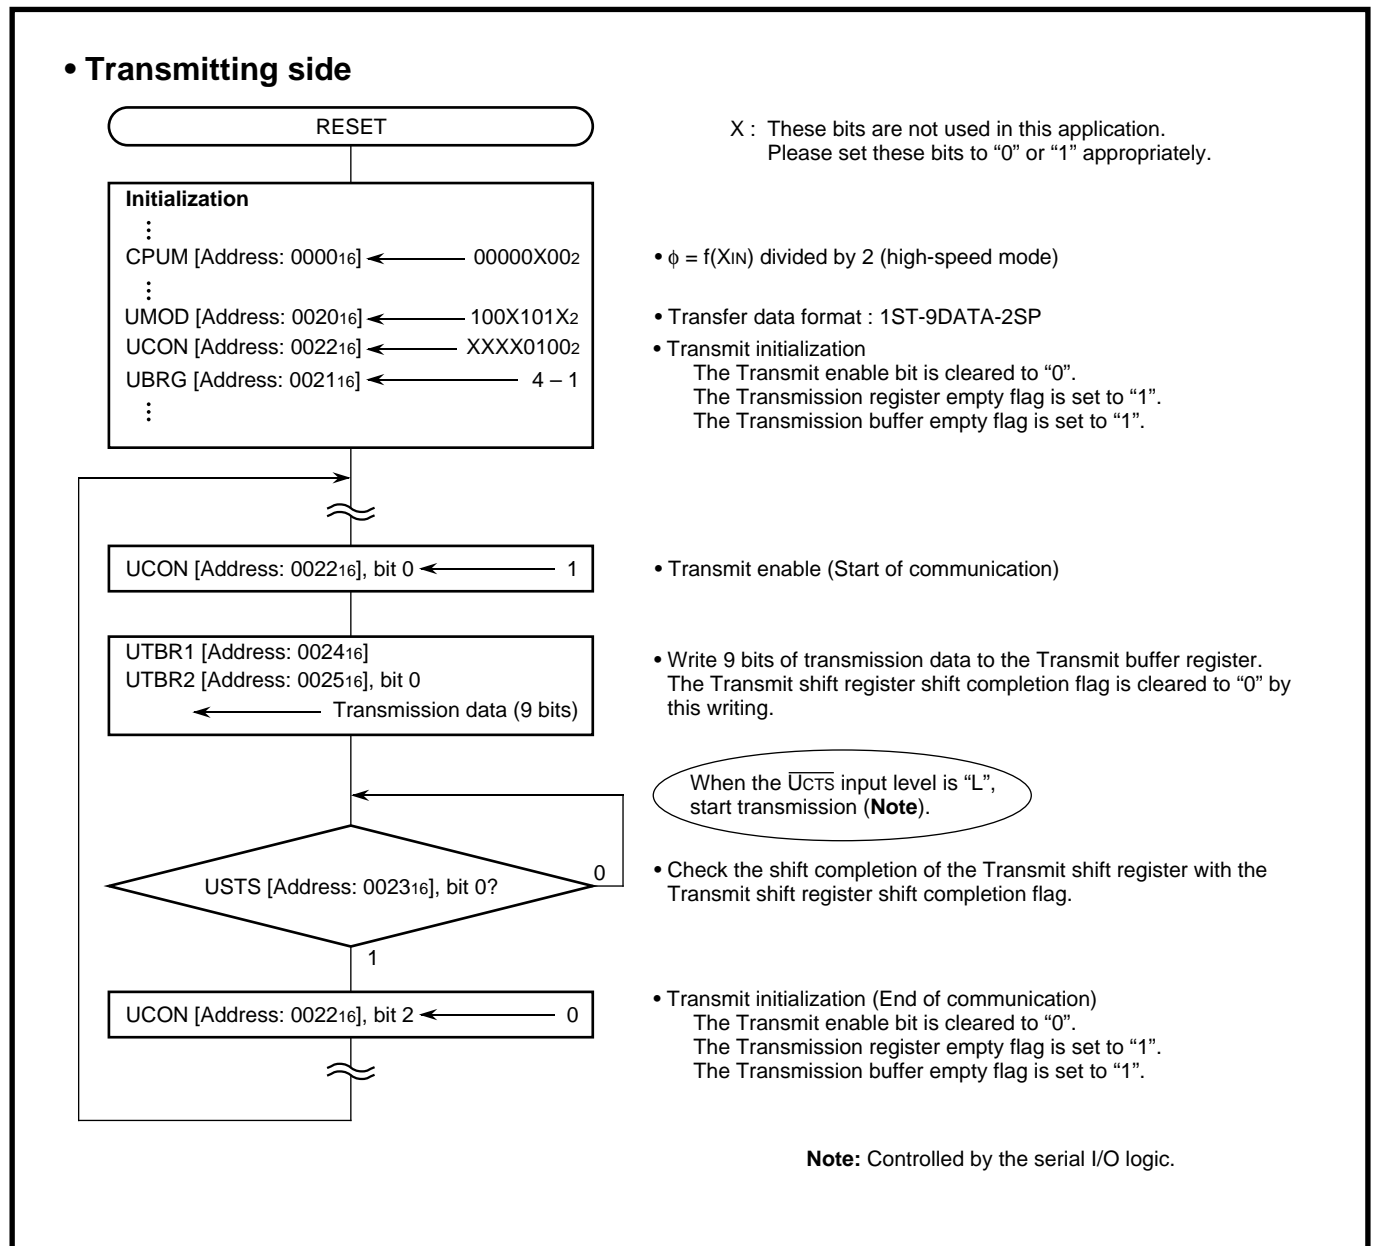 • Transmitting side
RESET
X : These bits are not used in this application.
Please set these bits to “0” or “1” appropriately.
Initialization
CPUM [Address: 000016] 00000X002
• ϕ = f(XIN) divided by 2 (high-speed mode)
UMOD [Address: 002016] 100X101X2
• Transfer data format : 1ST-9DATA-2SP
UCON [Address: 002216] XXXX01002
• Transmit initialization
The Transmit enable bit is cleared to “0”.
UBRG [Address: 002116] 4 – 1
The Transmission register empty flag is set to “1”.
The Transmission buffer empty flag is set to “1”.
UCON [Address: 002216], bit 0 1
• Transmit enable (Start of communication)
UTBR1 [Address: 002416]
UTBR2 [Address: 002516], bit 0
Transmission data (9 bits)
• Write 9 bits of transmission data to the Transmit buffer register.
The Transmit shift register shift completion flag is cleared to “0” by
this writing.
When the UCTS input level is “L”,
start transmission (Note).
USTS [Address: 002316], bit 0?
0
1
• Check the shift completion of the Transmit shift register with the
Transmit shift register shift completion flag.
UCON [Address: 002216], bit 2 0
• Transmit initialization (End of communication)
The Transmit enable bit is cleared to “0”.
The Transmission register empty flag is set to “1”.
The Transmission buffer empty flag is set to “1”.
Note: Controlled by the serial I/O logic.